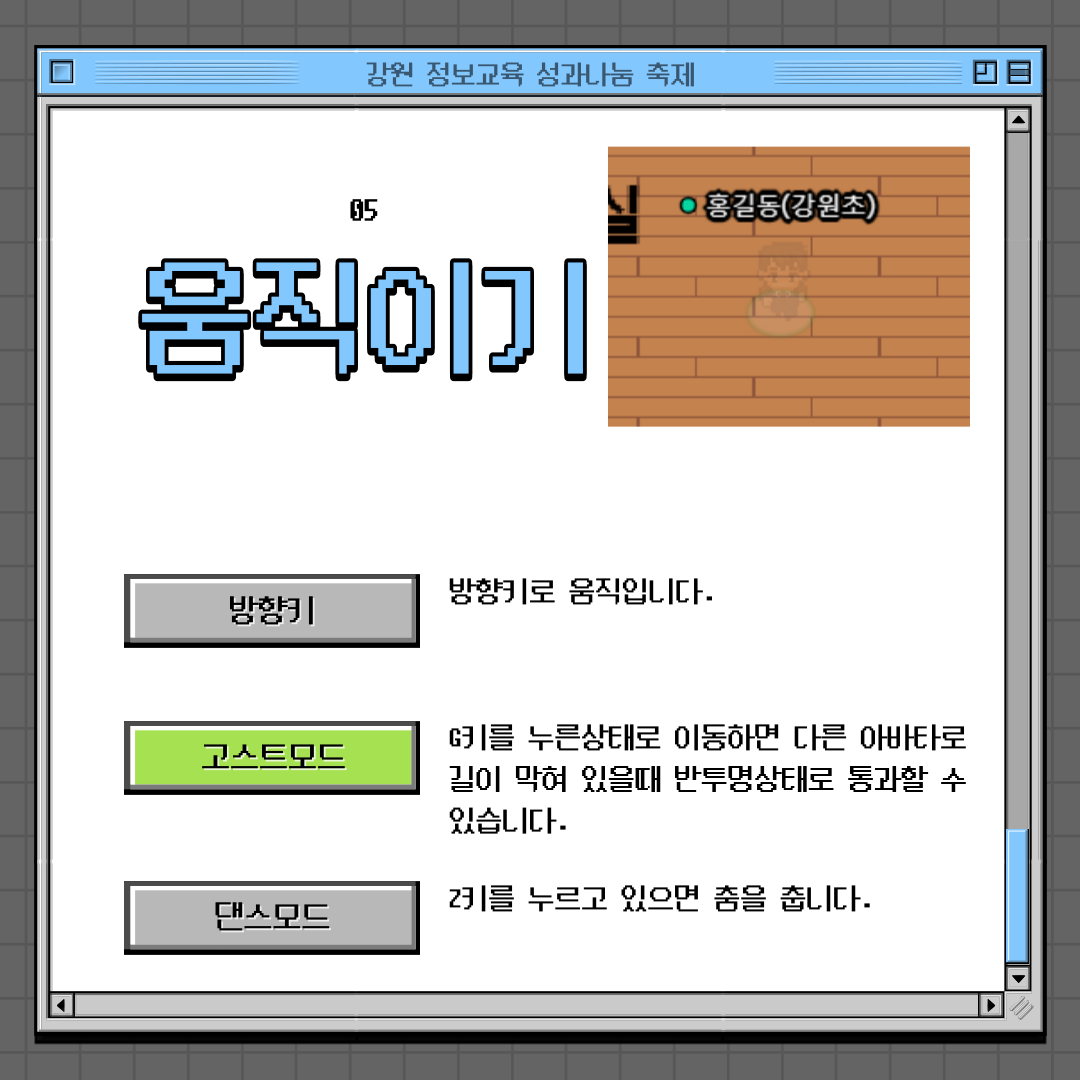 강원 정보교육 성과나눔 축제
05
움직이기
실
홍길동(강원초)
방향키
방향키로 움직입니다.
고스트모드
G키를 누른상태로 이동하면 다른 아바타로
길이 막혀 있을때 반투명상태로 통과할 수
있습니다.
댄스모드
Z키를 누르고 있으면 춤을 춥니다.